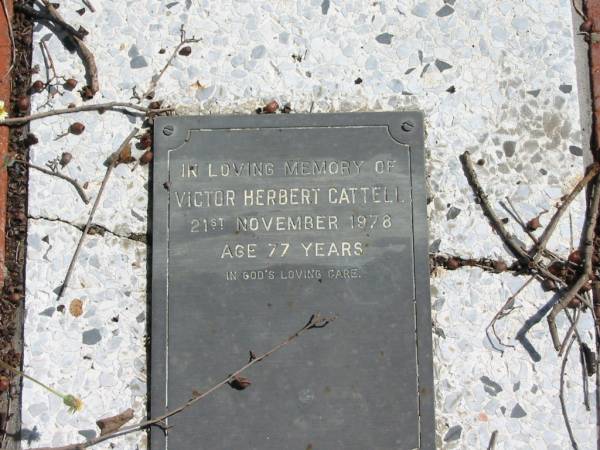 IN LOVING MEMORY OF
VICTOR HERBERT CATTELL
21ST NOVEMBER 1978
AGE 77 YEARS
IN GOD'S LOVING CARE.